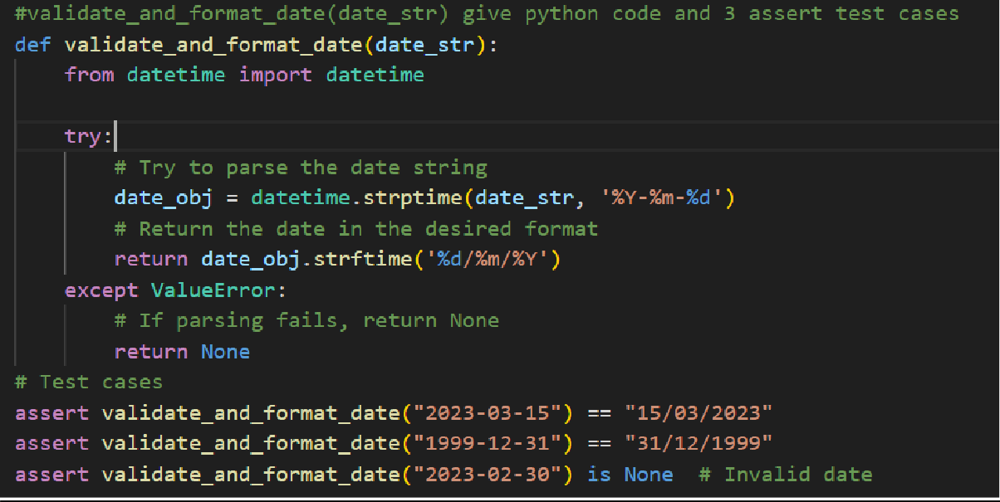 #validate_and_format_date(date_str) give python code and 3 assert test cases
def validate_and_format_date(date_str):
    from datetime import datetime

    try:
        # Try to parse the date string
        date_obj = datetime.strptime(date_str, '%Y-%m-%d')
        # Return the date in the desired format
        return date_obj.strftime('%d/%m/%Y')
    except ValueError:
        # If parsing fails, return None
        return None
# Test cases
assert validate_and_format_date("2023-03-15") == "15/03/2023"
assert validate_and_format_date("1999-12-31") == "31/12/1999"
assert validate_and_format_date("2023-02-30") is None  # Invalid date